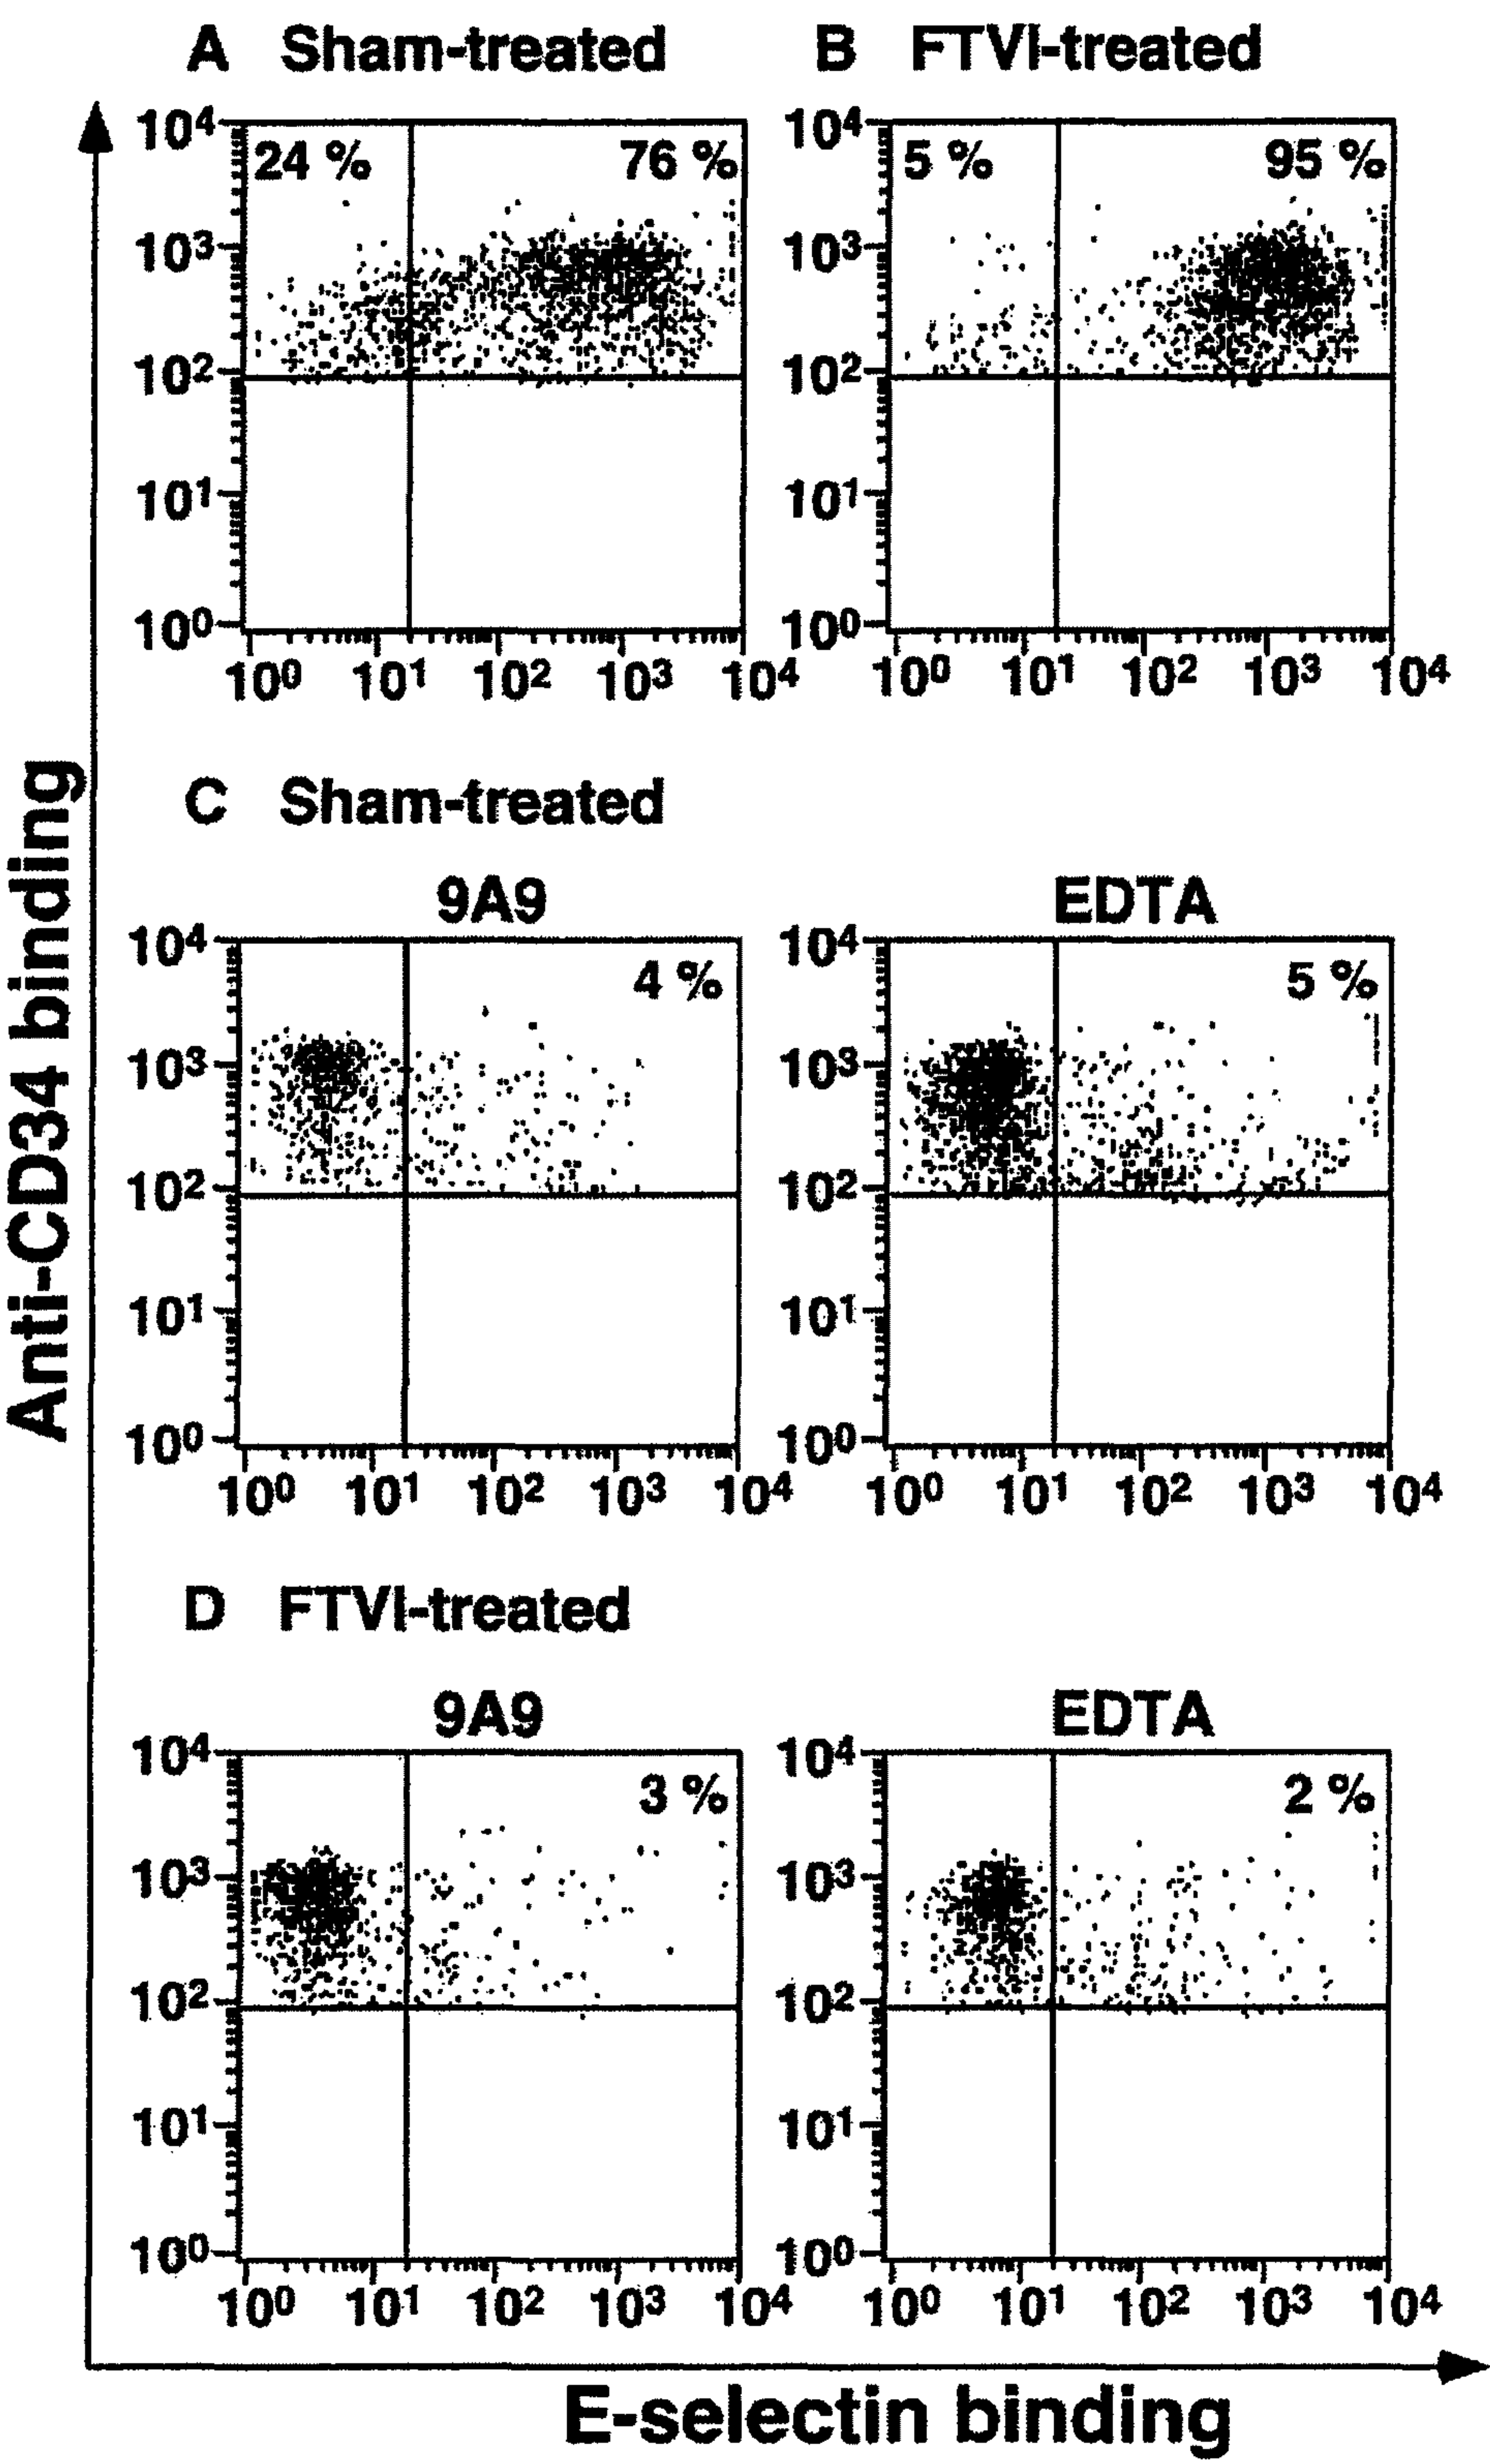 A Sham-treated
B FTVI-treated
10⁴
24 %
76 %
10³
10²
10¹
10⁰
10⁰ 10¹ 10² 10³ 10⁴
10⁴
5 %
95 %
10³
10²
10¹
10⁰
10⁰ 10¹ 10² 10³ 10⁴
C Sham-treated
9A9
10⁴
4 %
10³
10²
10¹
10⁰
10⁰ 10¹ 10² 10³ 10⁴
EDTA
10⁴
5 %
10³
10²
10¹
10⁰
10⁰ 10¹ 10² 10³ 10⁴
D FTVI-treated
9A9
10⁴
3 %
10³
10²
10¹
10⁰
10⁰ 10¹ 10² 10³ 10⁴
EDTA
10⁴
2 %
10³
10²
10¹
10⁰
10⁰ 10¹ 10² 10³ 10⁴
Anti-CD34 binding
E-selectin binding